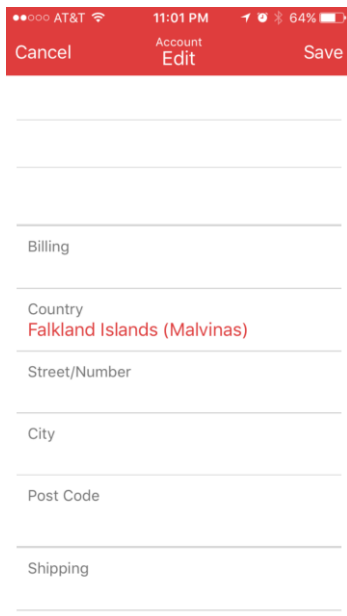 AT&T 11:01 PM 64%
Cancel Account Edit Save
Billing
Country
Falkland Islands (Malvinas)
Street/Number
City
Post Code
Shipping